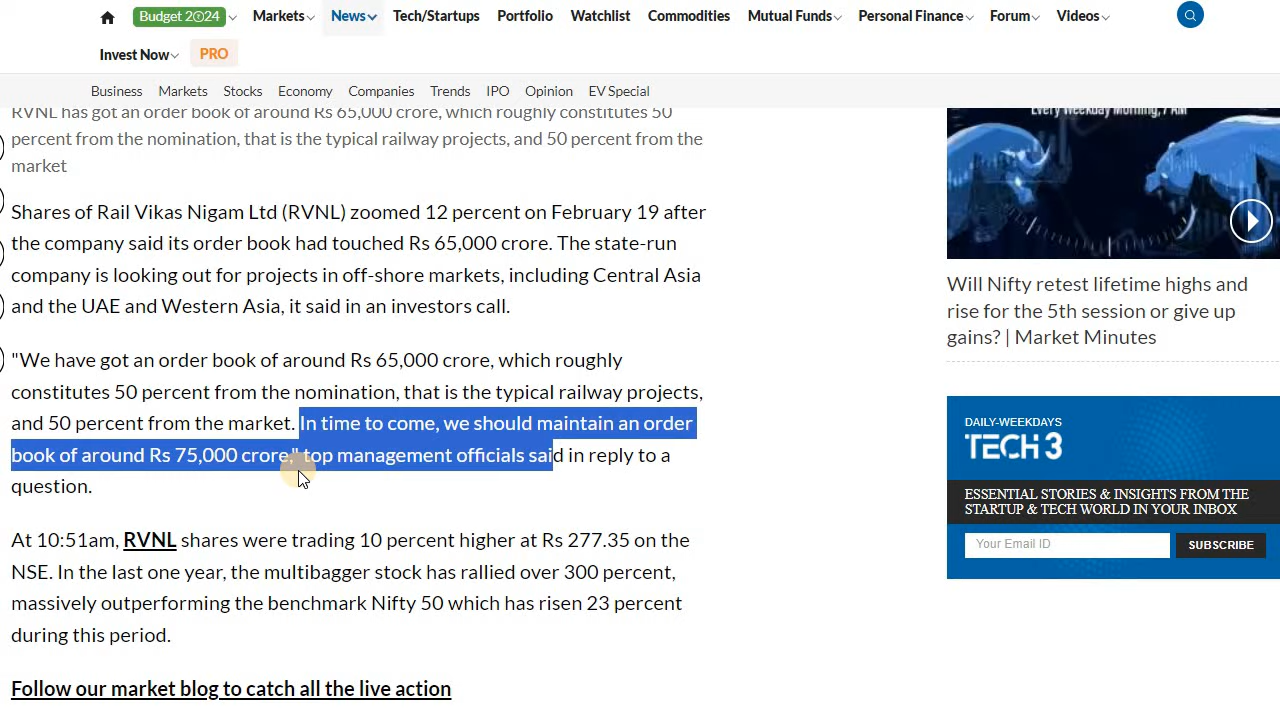 Budget 2024
Markets
News
Tech/Startups
Portfolio
Watchlist
Commodities
Mutual Funds
Personal Finance
Forum
Videos
Invest Now
PRO
Business
Markets
Stocks
Economy
Companies
Trends
IPO
Opinion
EV Special
RVNL has got an order book of around Rs 65,000 crore, which roughly constitutes 50
percent from the nomination, that is the typical railway projects, and 50 percent from the
market
Shares of Rail Vikas Nigam Ltd (RVNL) zoomed 12 percent on February 19 after
the company said its order book had touched Rs 65,000 crore. The state-run
company is looking out for projects in off-shore markets, including Central Asia
and the UAE and Western Asia, it said in an investors call.
"We have got an order book of around Rs 65,000 crore, which roughly
constitutes 50 percent from the nomination, that is the typical railway projects,
and 50 percent from the market. In time to come, we should maintain an order
book of around Rs 75,000 crore," top management officials said in reply to a
question.
At 10:51am, RVNL shares were trading 10 percent higher at Rs 277.35 on the
NSE. In the last one year, the multibagger stock has rallied over 300 percent,
massively outperforming the benchmark Nifty 50 which has risen 23 percent
during this period.
Follow our market blog to catch all the live action
Every Weekday Morning, 7 AM
Will Nifty retest lifetime highs and
rise for the 5th session or give up
gains? | Market Minutes
DAILY-WEEKDAYS
TECH 3
ESSENTIAL STORIES & INSIGHTS FROM THE
STARTUP & TECH WORLD IN YOUR INBOX
Your Email ID
SUBSCRIBE